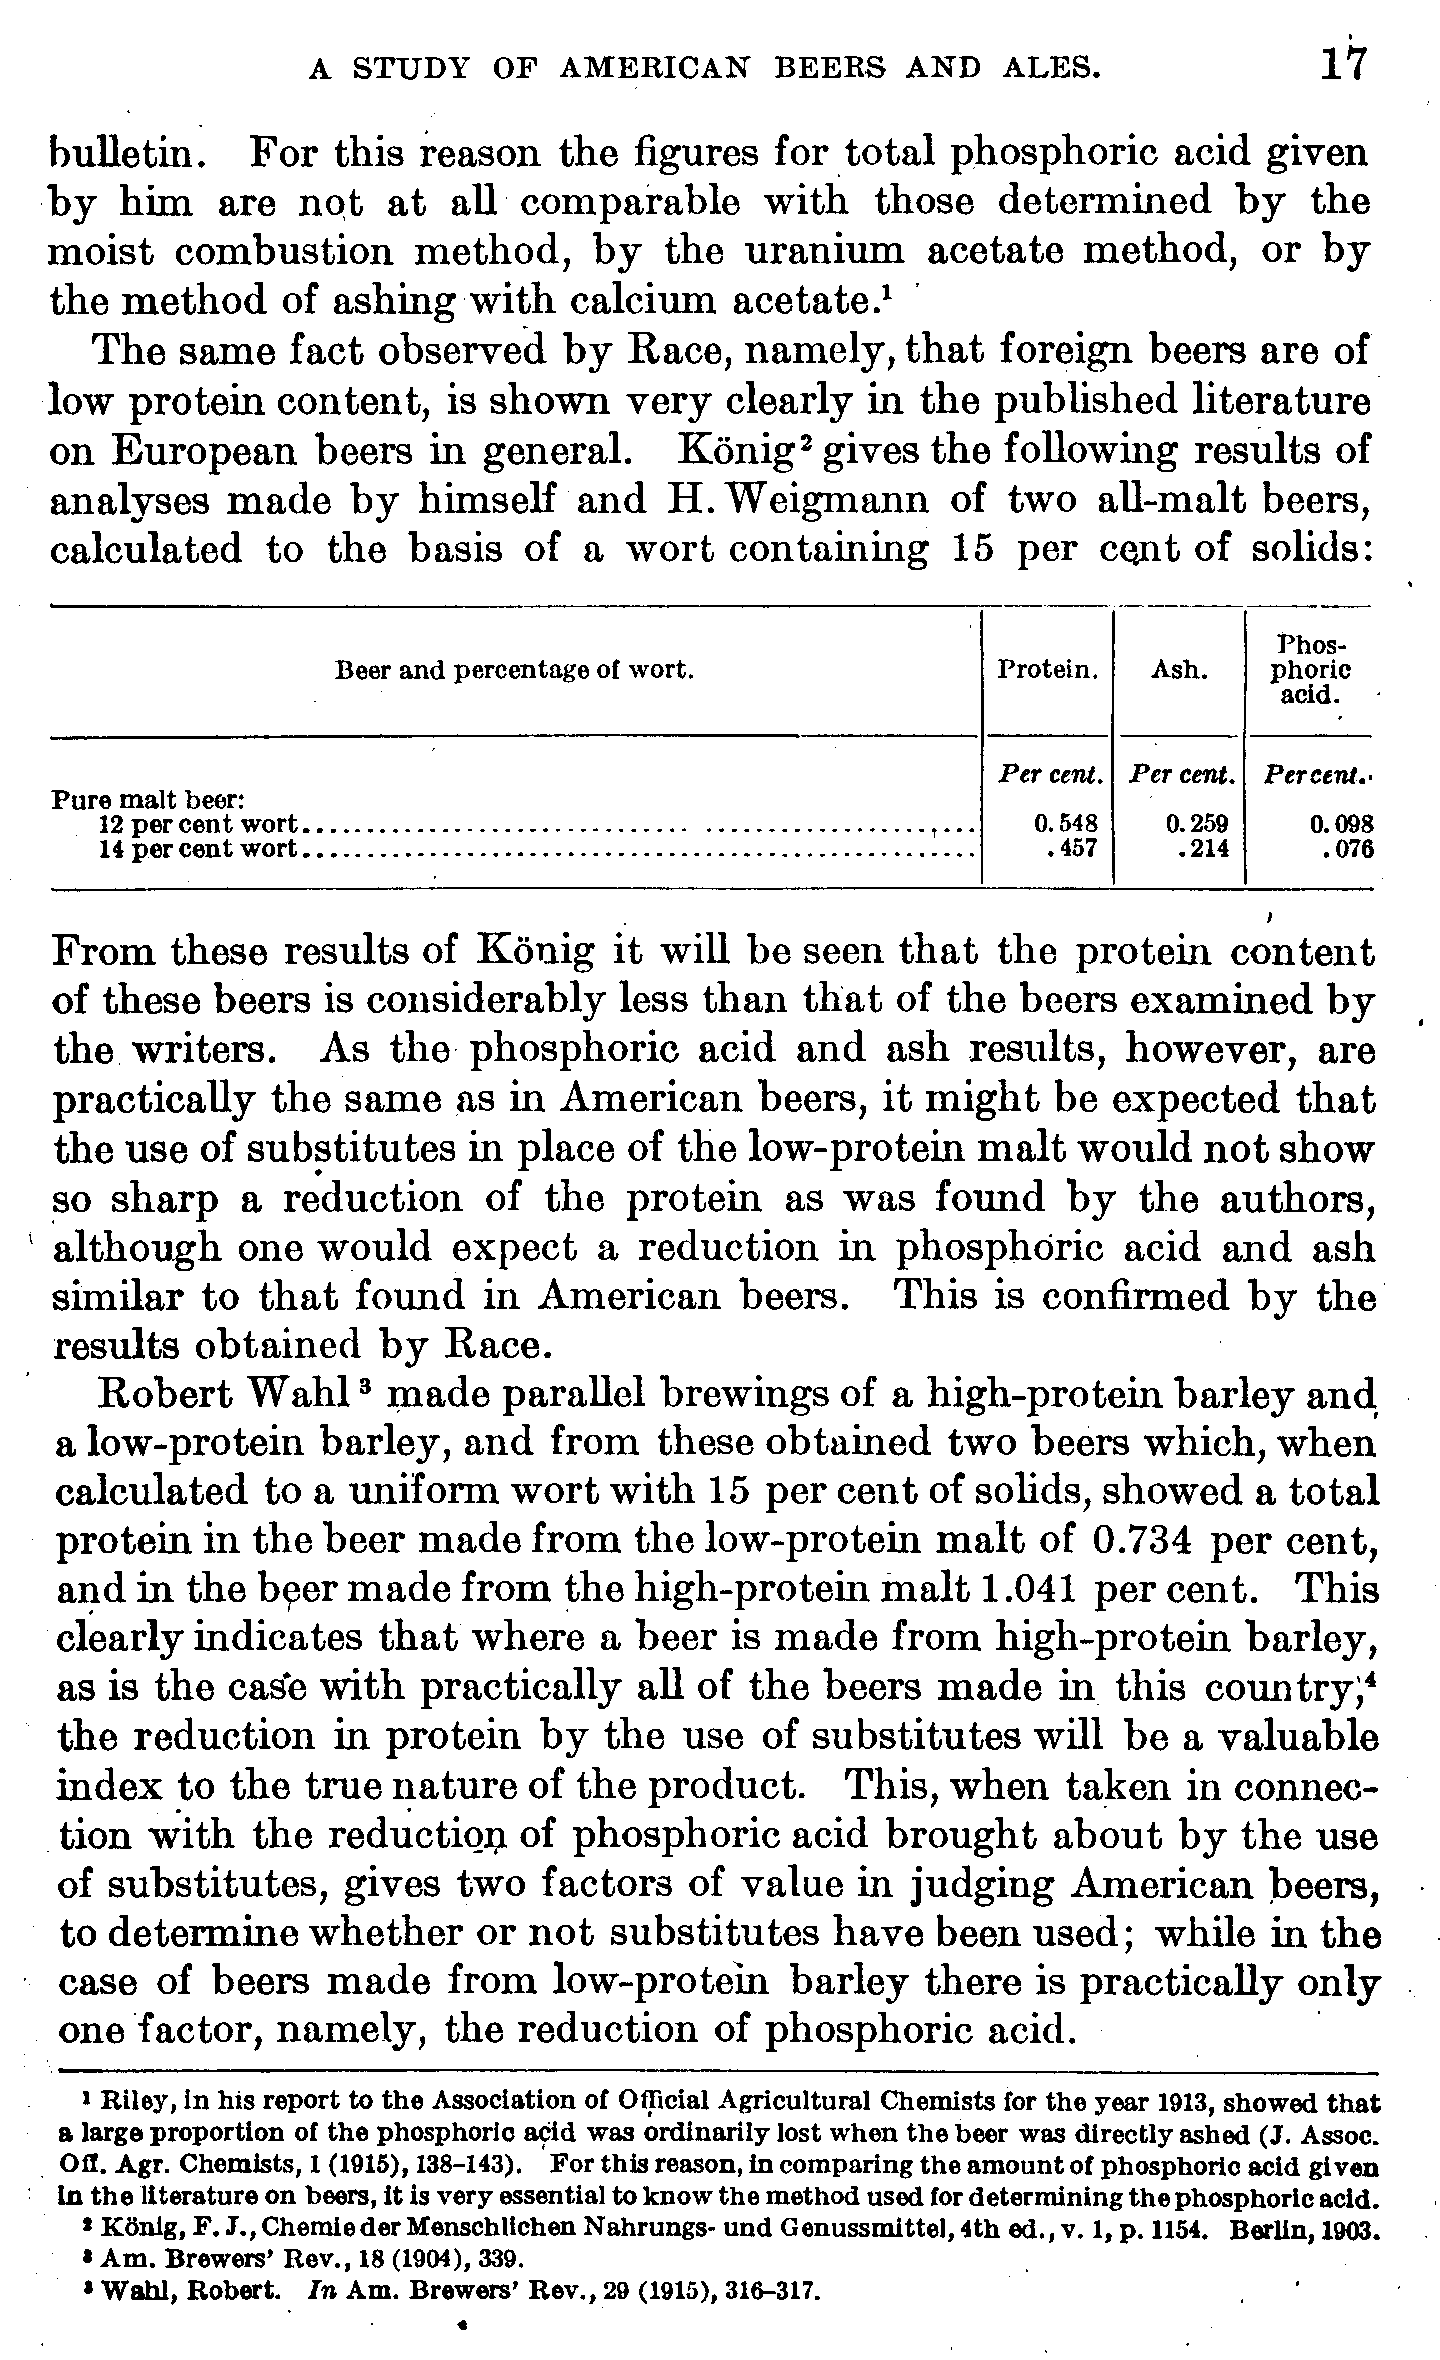 A STUDY OF AMERICAN BEERS AND ALES. 17
bulletin. For this reason the figures for total phosphoric acid given
by him are not at all comparable with those determined by the
moist combustion method, by the uranium acetate method, or by
the method of ashing with calcium acetate.¹
The same fact observed by Race, namely, that foreign beers are of
low protein content, is shown very clearly in the published literature
on European beers in general. König² gives the following results of
analyses made by himself and H. Weigmann of two all-malt beers,
calculated to the basis of a wort containing 15 per cent of solids:
Beer and percentage of wort. Protein. Ash. Phos-
phoric
acid.
Per cent. Per cent. Per cent.
Pure malt beer:
12 per cent wort.................................................... 0.548 0.259 0.098
14 per cent wort.................................................... .457 .214 .076
From these results of König it will be seen that the protein content
of these beers is considerably less than that of the beers examined by
the writers. As the phosphoric acid and ash results, however, are
practically the same as in American beers, it might be expected that
the use of substitutes in place of the low-protein malt would not show
so sharp a reduction of the protein as was found by the authors,
although one would expect a reduction in phosphoric acid and ash
similar to that found in American beers. This is confirmed by the
results obtained by Race.
Robert Wahl³ made parallel brewings of a high-protein barley and
a low-protein barley, and from these obtained two beers which, when
calculated to a uniform wort with 15 per cent of solids, showed a total
protein in the beer made from the low-protein malt of 0.734 per cent,
and in the beer made from the high-protein malt 1.041 per cent. This
clearly indicates that where a beer is made from high-protein barley,
as is the case with practically all of the beers made in this country,⁴
the reduction in protein by the use of substitutes will be a valuable
index to the true nature of the product. This, when taken in connec-
tion with the reduction of phosphoric acid brought about by the use
of substitutes, gives two factors of value in judging American beers,
to determine whether or not substitutes have been used; while in the
case of beers made from low-protein barley there is practically only
one factor, namely, the reduction of phosphoric acid.
¹ Riley, in his report to the Association of Official Agricultural Chemists for the year 1913, showed that
a large proportion of the phosphoric acid was ordinarily lost when the beer was directly ashed (J. Assoc.
Off. Agr. Chemists, 1 (1915), 138–143). For this reason, in comparing the amount of phosphoric acid given
in the literature on beers, it is very essential to know the method used for determining the phosphoric acid.
² König, F. J., Chemie der Menschlichen Nahrungs- und Genussmittel, 4th ed., v. 1, p. 1154. Berlin, 1903.
³ Am. Brewers' Rev., 18 (1904), 339.
³ Wahl, Robert. In Am. Brewers' Rev., 29 (1915), 316–317.